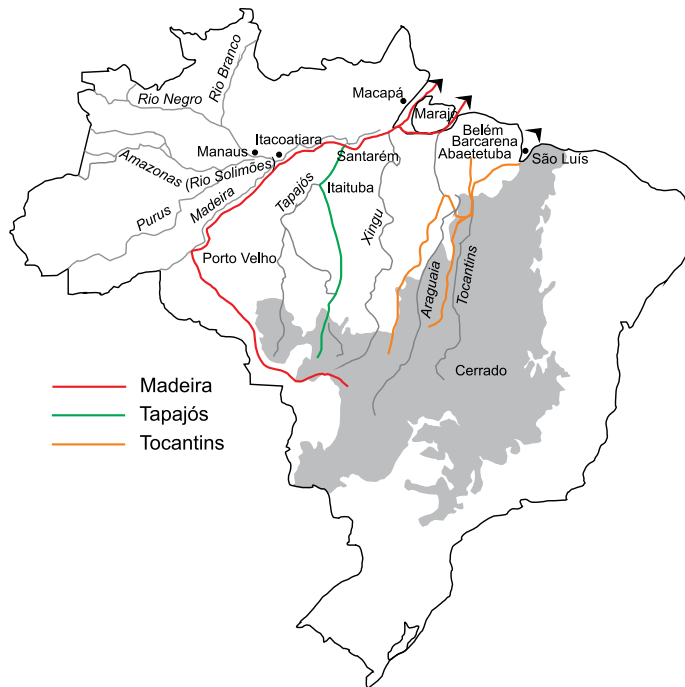 Rio Branco
Rio Negro
Macapá
Marajó
Manaus
Itacoatiara
Santarém
Belém
Barcarena
Abaetetuba
São Luís
Amazonas (Rio Solimões)
Itaituba
Tapajós
Purus
Madeira
Xingu
Porto Velho
Araguaia
Tocantins
Cerrado
Madeira
Tapajós
Tocantins